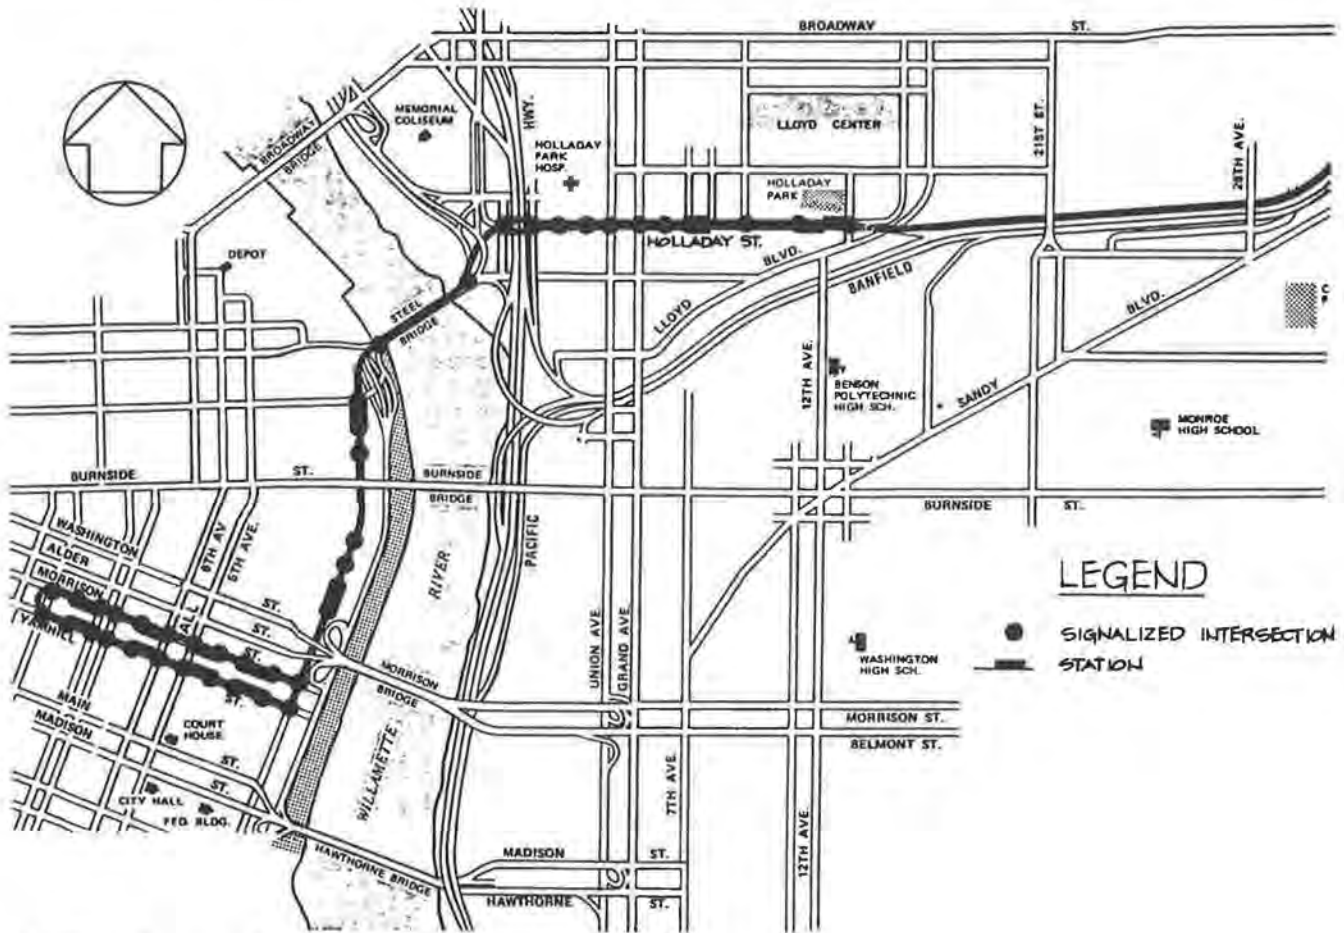 BROADWAY ST.
MEMORIAL
COLISEUM
HWY.
LLOYD CENTER
21ST ST.
BROADWAY
BRIDGE
HOLLADAY
PARK
HOSP.
28TH AVE.
HOLLADAY
PARK
HOLLADAY ST.
DEPOT
BLVD.
BANFIELD
STEEL
BRIDGE
LLOYD
BLVD.
12TH AVE.
BENSON
POLYTECHNIC
HIGH SCH.
SANDY
MONROE
HIGH SCHOOL
BURNSIDE ST.
BURNSIDE
BRIDGE
BURNSIDE ST.
WASHINGTON ST.
ALDER ST.
MORRISON ST.
YAMHILL ST.
6TH AV
5TH AVE.
MALL
RIVER
PACIFIC
LEGEND
SIGNALIZED INTERSECTION
STATION
UNION AVE.
GRAND AVE.
WASHINGTON
HIGH SCH.
MORRISON
BRIDGE
MAIN ST.
MADISON ST.
COURT
HOUSE
MORRISON ST.
BELMONT ST.
WILLAMETTE
7TH AVE.
CITY HALL
FED. BLDG.
12TH AVE.
HAWTHORNE BRIDGE
MADISON ST.
HAWTHORNE ST.